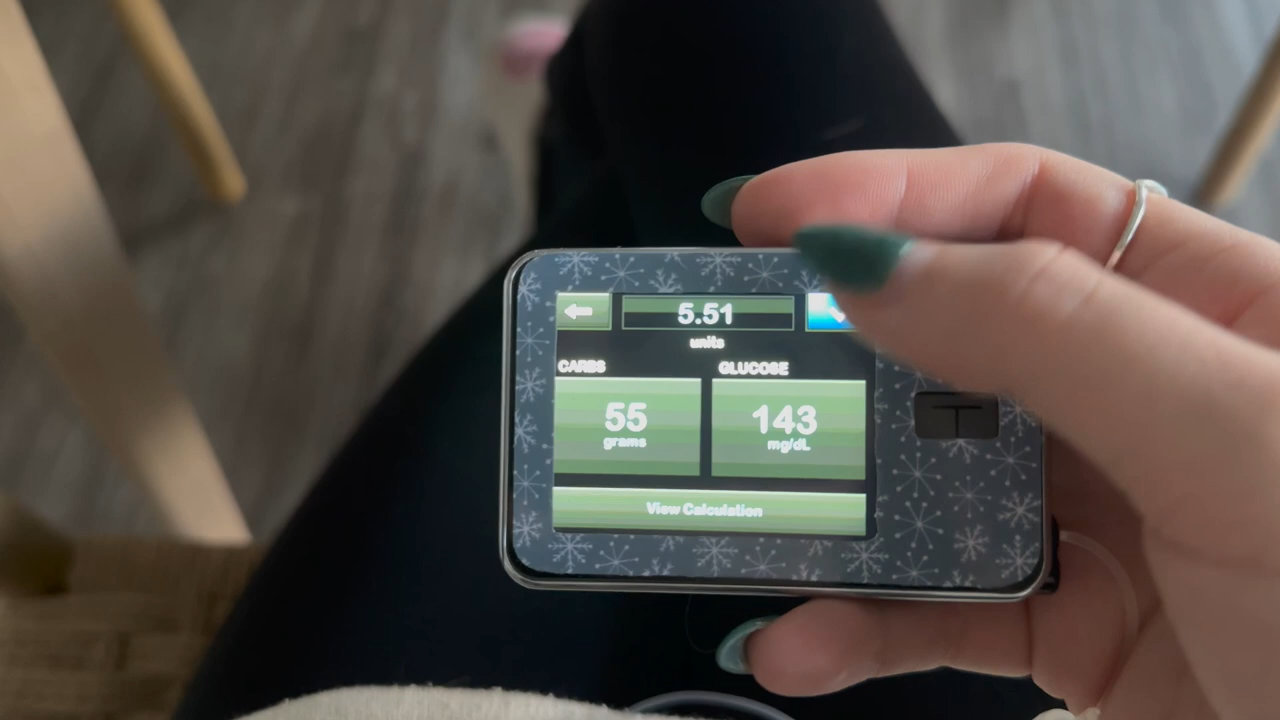 5.51
units
CARBS
GLUCOSE
55
grams
143
mg/dL
View Calculation